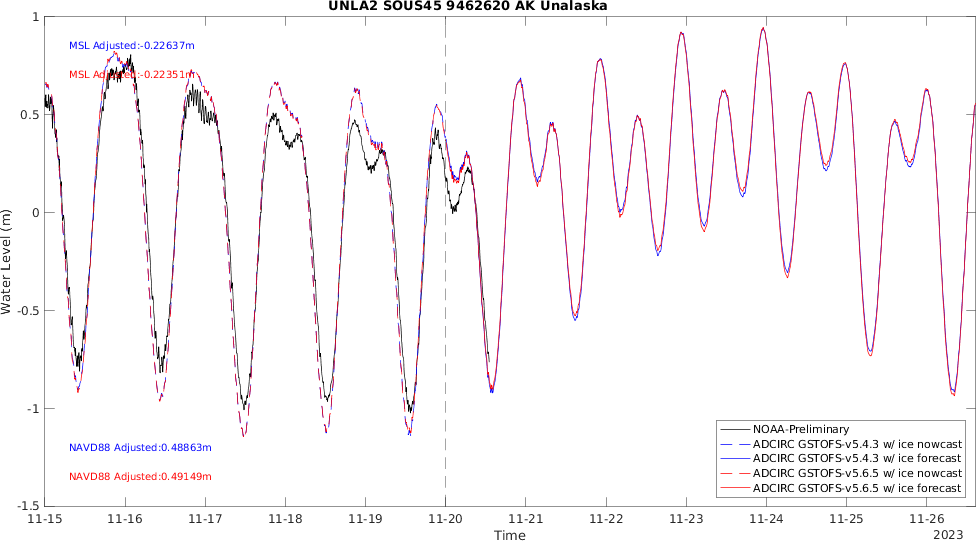 UNLA2 SOUS45 9462620 AK Unalaska
1
MSL Adjusted:-0.22637m
MSL Adjusted:-0.22351m
0.5
0
Water Level (m)
-0.5
-1
NAVD88 Adjusted:0.48863m
NAVD88 Adjusted:0.49149m
NOAA-Preliminary
ADCIRC GSTOFS-v5.4.3 w/ ice nowcast
ADCIRC GSTOFS-v5.4.3 w/ ice forecast
ADCIRC GSTOFS-v5.6.5 w/ ice nowcast
ADCIRC GSTOFS-v5.6.5 w/ ice forecast
-1.5
11-15 11-16 11-17 11-18 11-19 11-20 11-21 11-22 11-23 11-24 11-25 11-26
Time
2023